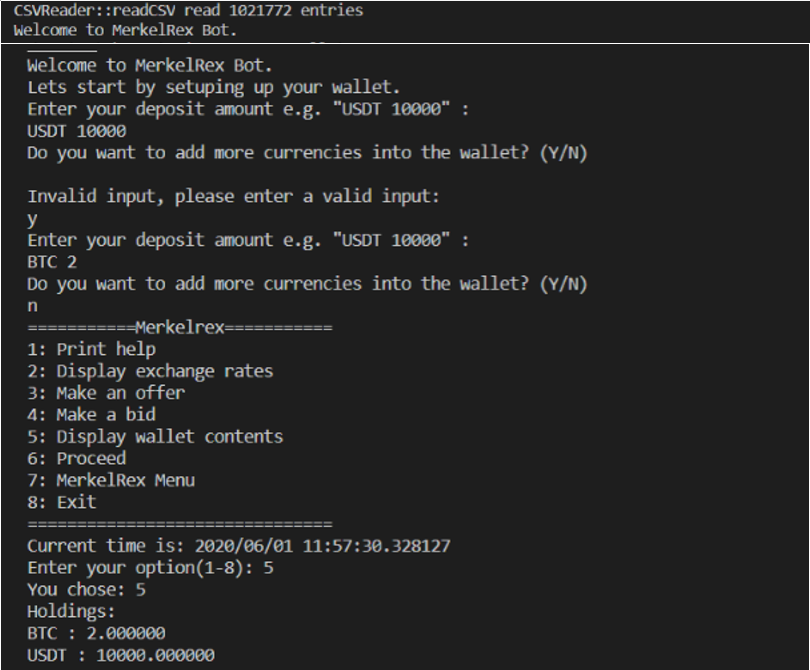 CSVReader::readCSV read 1021772 entries
Welcome to MerkelRex Bot.
Welcome to MerkelRex Bot.
Lets start by setuping up your wallet.
Enter your deposit amount e.g. "USDT 10000" :
USDT 10000
Do you want to add more currencies into the wallet? (Y/N)
Invalid input, please enter a valid input:
y
Enter your deposit amount e.g. "USDT 10000" :
BTC 2
Do you want to add more currencies into the wallet? (Y/N)
n
===========Merkelrex===========
1: Print help
2: Display exchange rates
3: Make an offer
4: Make a bid
5: Display wallet contents
6: Proceed
7: MerkelRex Menu
8: Exit
===============================
Current time is: 2020/06/01 11:57:30.328127
Enter your option(1-8): 5
You chose: 5
Holdings:
BTC : 2.000000
USDT : 10000.000000